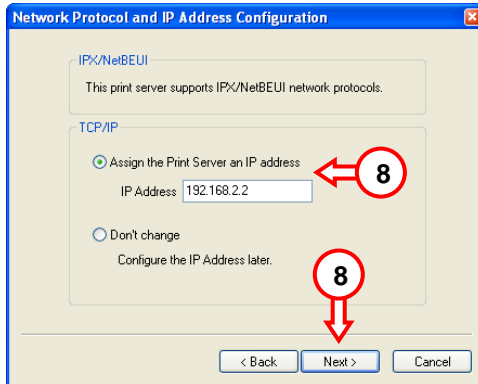 Network Protocol and IP Address Configuration
IPX/NetBEUI
This print server supports IPX/NetBEUI network protocols.
TCP/IP
Assign the Print Server an IP address
8
IP Address 192.168.2.2
Don't change
Configure the IP Address later.
8
< Back Next > Cancel